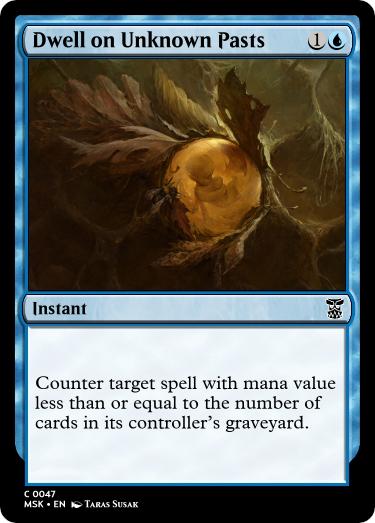 Dwell on Unknown Pasts 1
Instant
Counter target spell with mana value
less than or equal to the number of
cards in its controller's graveyard.
C 0047
MSK • EN Taras Susak